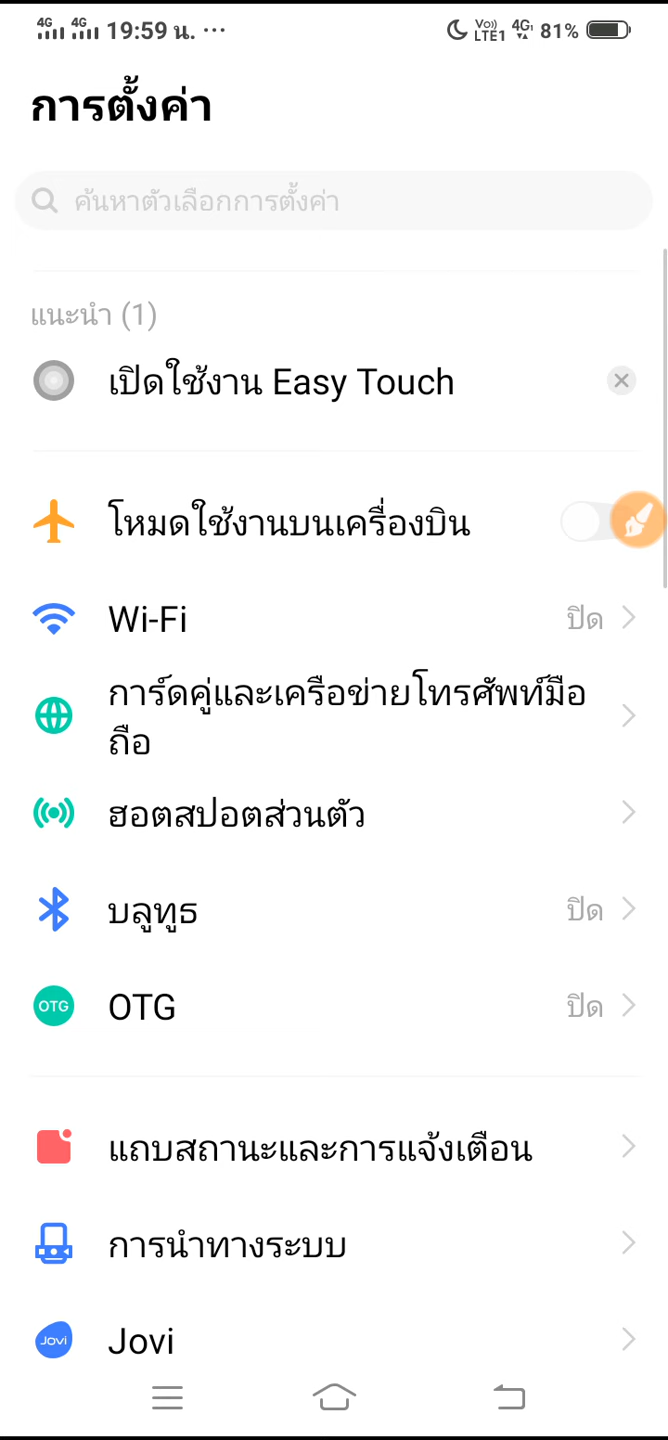 4G 4G 19:59 น. ··· Vo)) LTE1 4G 81%
การตั้งค่า
ค้นหาตัวเลือกการตั้งค่า
แนะนำ (1)
เปิดใช้งาน Easy Touch
โหมดใช้งานบนเครื่องบิน
Wi-Fi ปิด
การ์ดคู่และเครือข่ายโทรศัพท์มือ
ถือ
ฮอตสปอตส่วนตัว
บลูทูธ ปิด
OTG OTG ปิด
แถบสถานะและการแจ้งเตือน
การนำทางระบบ
Jovi Jovi